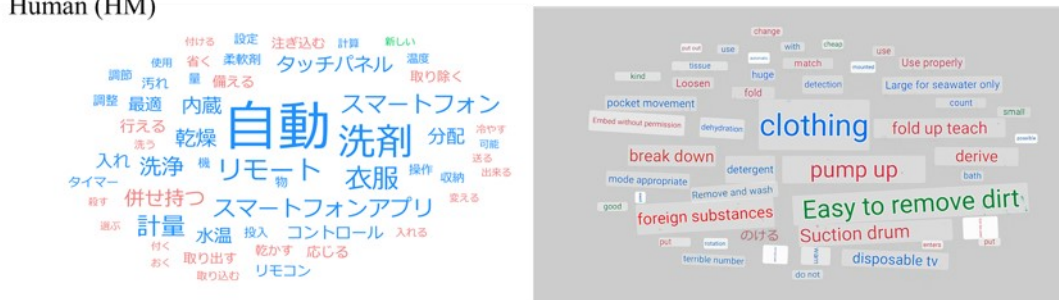 Human (HM)
付ける 設定 注ぎ込む 計算 新しい
使用 省く 柔軟剤 タッチパネル 温度
調節 汚れ 量 備える 取り除く
調整 最適 内蔵 自動 スマートフォン
行える 乾燥 洗剤 分配 冷やす
洗う 可能
入れ 洗浄 機 リモート 衣服 操作 収納 送る 出来る
タイマー 物
殺す 併せ持つ スマートフォンアプリ 変える
選ぶ 計量 水温 投入 コントロール 入れる
付く 取り出す 乾かす 応じる
おく 取り込む リモコン
change
put out use with cheap use
tissue match mounted Use properly
kind Loosen huge detection Large for seawater only
fold
pocket movement count
small
Embed without permission dehydration clothing fold up teach
break down detergent pump up derive
mode appropriate bath
Remove and wash
good foreign substances Easy to remove dirt
put rotation のける Suction drum enters put
terrible number disposable tv
do not